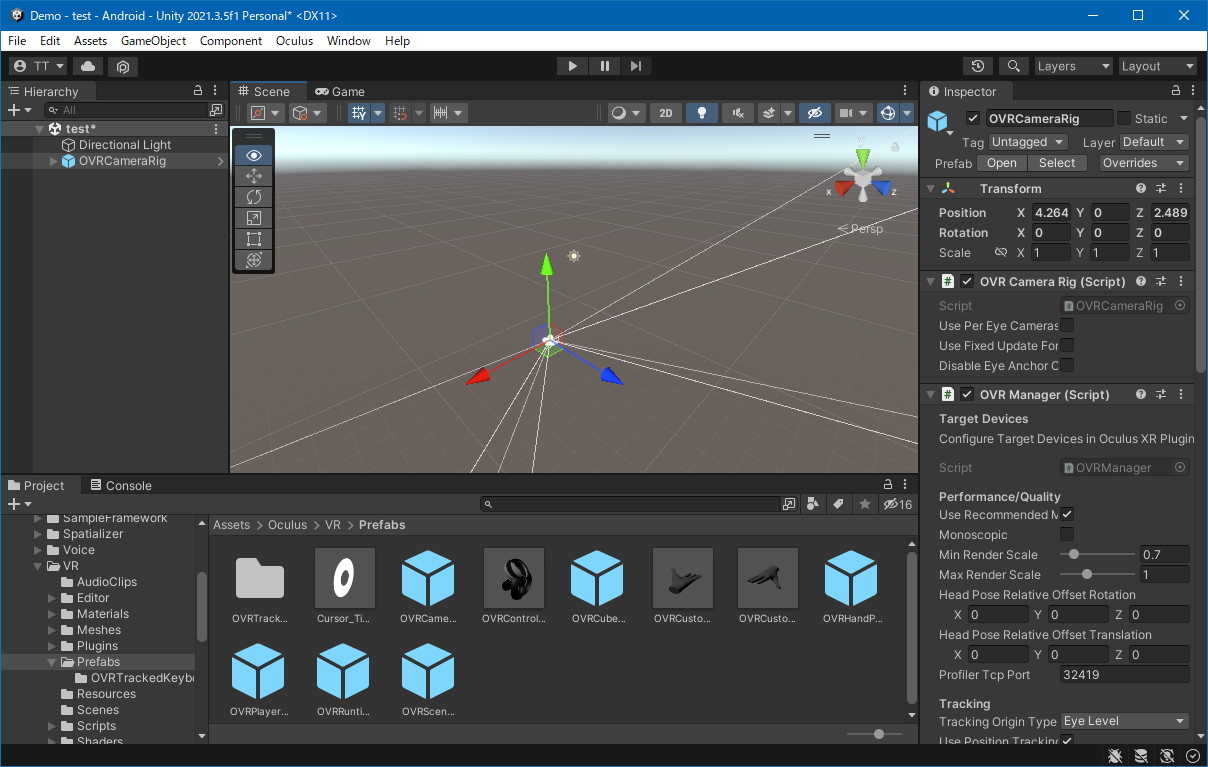 Demo - test - Android - Unity 2021.3.5f1 Personal* <DX11>
File Edit Assets GameObject Component Oculus Window Help
TT Layers Layout
Hierarchy
All
test*
Directional Light
OVRCameraRig
Scene Game
2D
y
x z
Persp
Inspector
OVRCameraRig Static
Tag Untagged Layer Default
Prefab Open Select Overrides
Transform
Position X 4.264 Y 0 Z 2.489
Rotation X 0 Y 0 Z 0
Scale X 1 Y 1 Z 1
# OVR Camera Rig (Script)
Script OVRCameraRig
Use Per Eye Cameras
Use Fixed Update For
Disable Eye Anchor C
# OVR Manager (Script)
Target Devices
Configure Target Devices in Oculus XR Plugin
Script OVRManager
Performance/Quality
Use Recommended M
Monoscopic
Min Render Scale 0.7
Max Render Scale 1
Head Pose Relative Offset Rotation
X 0 Y 0 Z 0
Head Pose Relative Offset Translation
X 0 Y 0 Z 0
Profiler Tcp Port 32419
Tracking
Tracking Origin Type Eye Level
Use Position Tracking
Project Console
16
SampleFramework
Spatializer
Voice
VR
AudioClips
Editor
Materials
Meshes
Plugins
Prefabs
OVRTrackedKeybo
Resources
Scenes
Scripts
Shaders
Assets > Oculus > VR > Prefabs
OVRTrack... Cursor_Ti... OVRCame... OVRControl... OVRCube... OVRCusto... OVRCusto... OVRHandP...
OVRPlayer... OVRRunti... OVRScen...